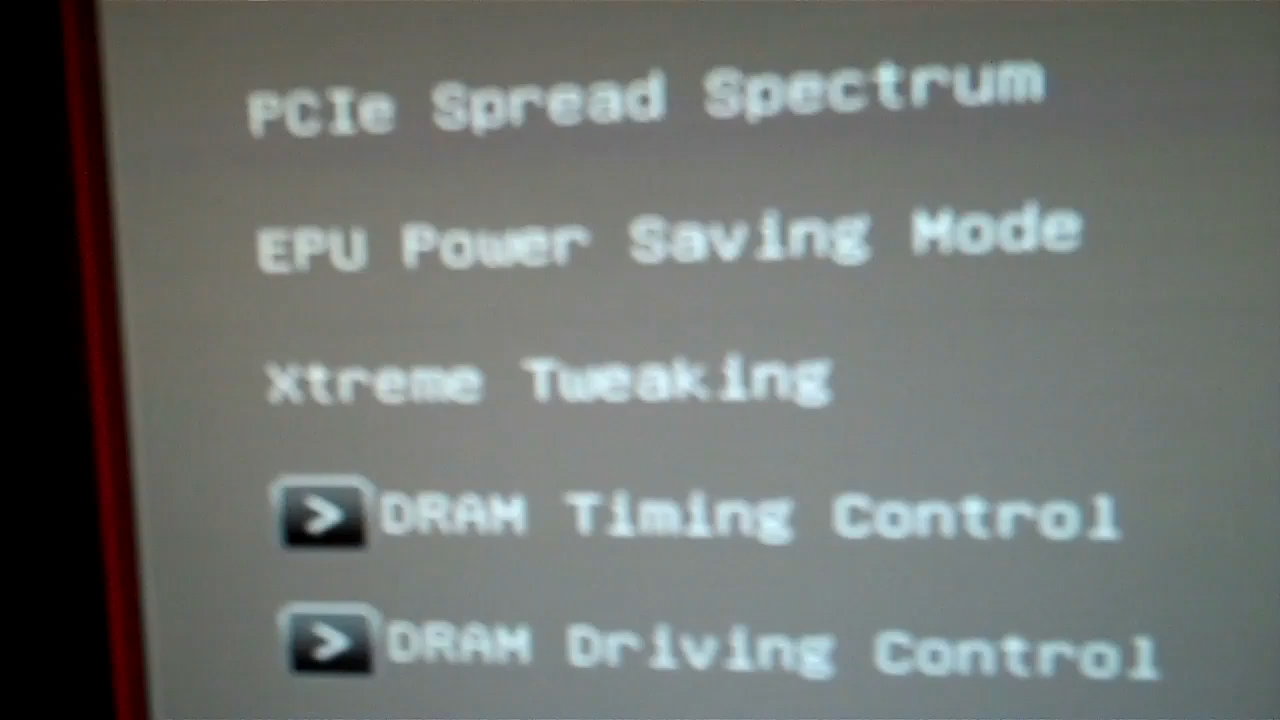 PCIe Spread Spectrum
EPU Power Saving Mode
Xtreme Tweaking
> DRAM Timing Control
> DRAM Driving Control